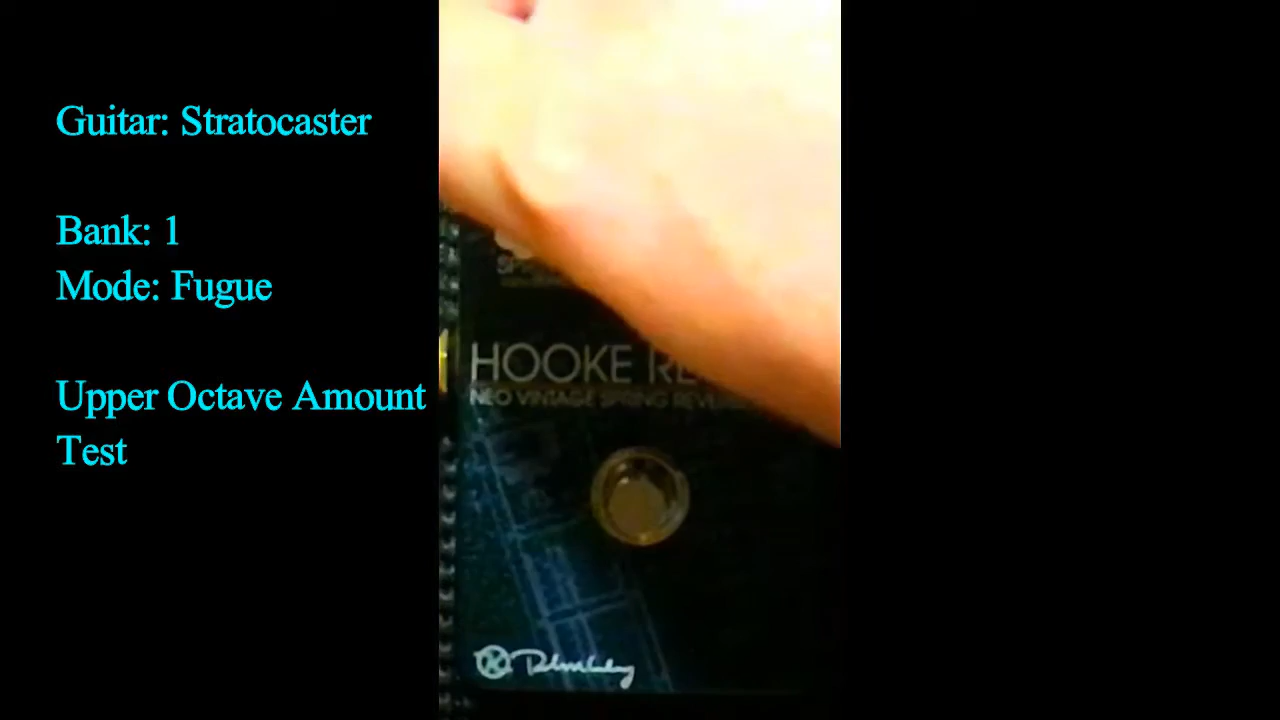 Guitar: Stratocaster
Bank: 1
Mode: Fugue
Upper Octave Amount
Test
HOOKE RE
NEO VINTAGE SPRING REVE